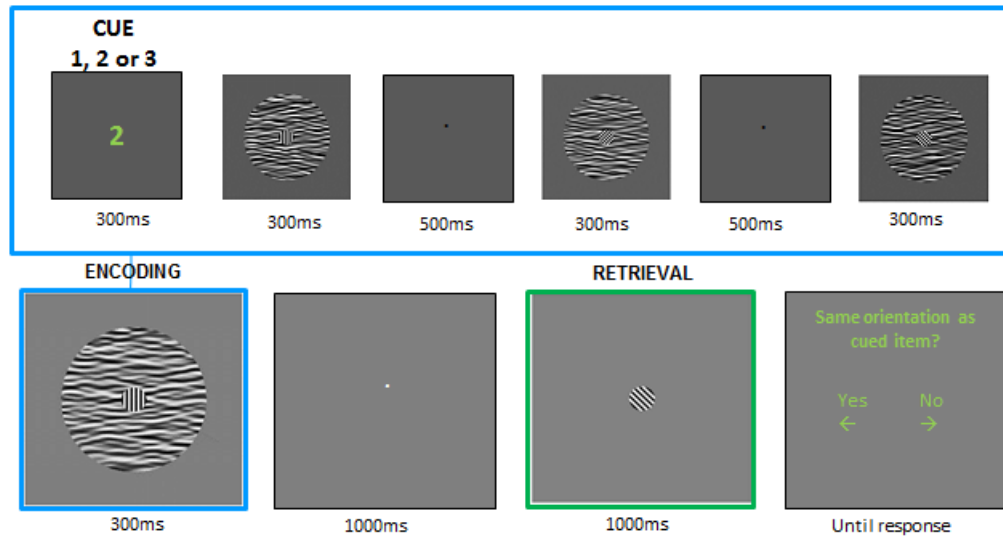 CUE
1, 2 or 3
2
300ms 300ms 500ms 300ms 500ms 300ms
ENCODING RETRIEVAL
Same orientation as
cued item?
Yes No
← →
300ms 1000ms 1000ms Until response